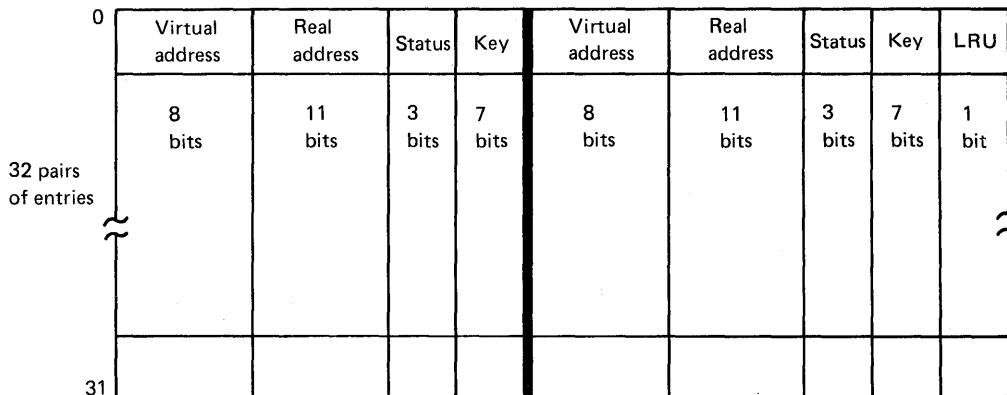 0
Virtual address
Real address
Status
Key
Virtual address
Real address
Status
Key
LRU
8 bits
11 bits
3 bits
7 bits
8 bits
11 bits
3 bits
7 bits
1 bit
32 pairs
of entries
31